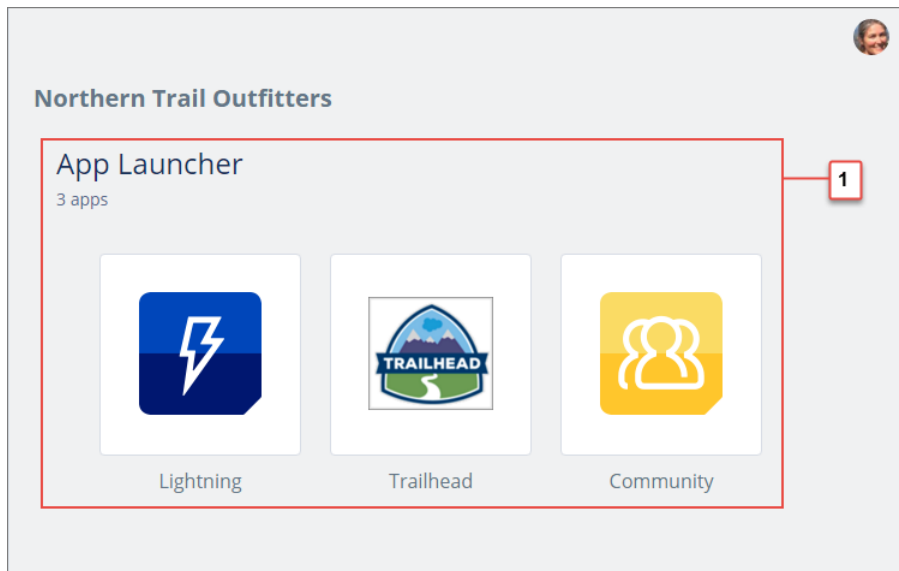 Northern Trail Outfitters
App Launcher
1
3 apps
TRAILHEAD
Lightning
Trailhead
Community